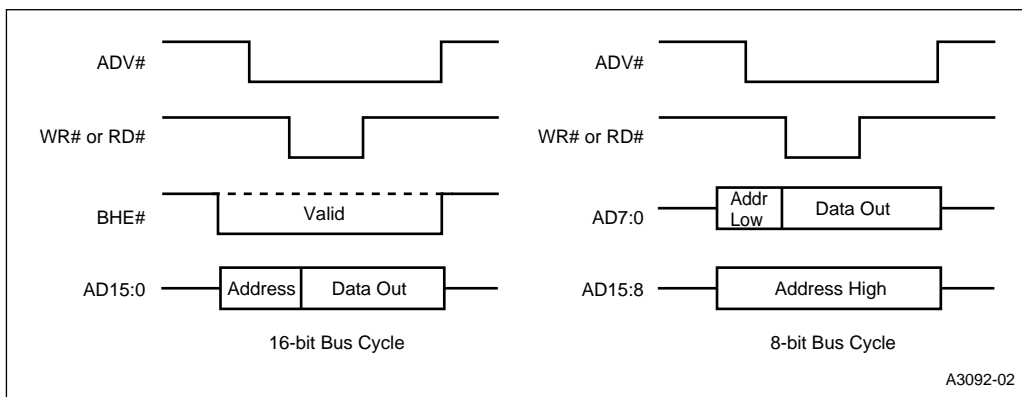 ADV#
WR# or RD#
BHE#
Valid
AD15:0
Address
Data Out
16-bit Bus Cycle
ADV#
WR# or RD#
AD7:0
Addr
Low
Data Out
AD15:8
Address High
8-bit Bus Cycle
A3092-02